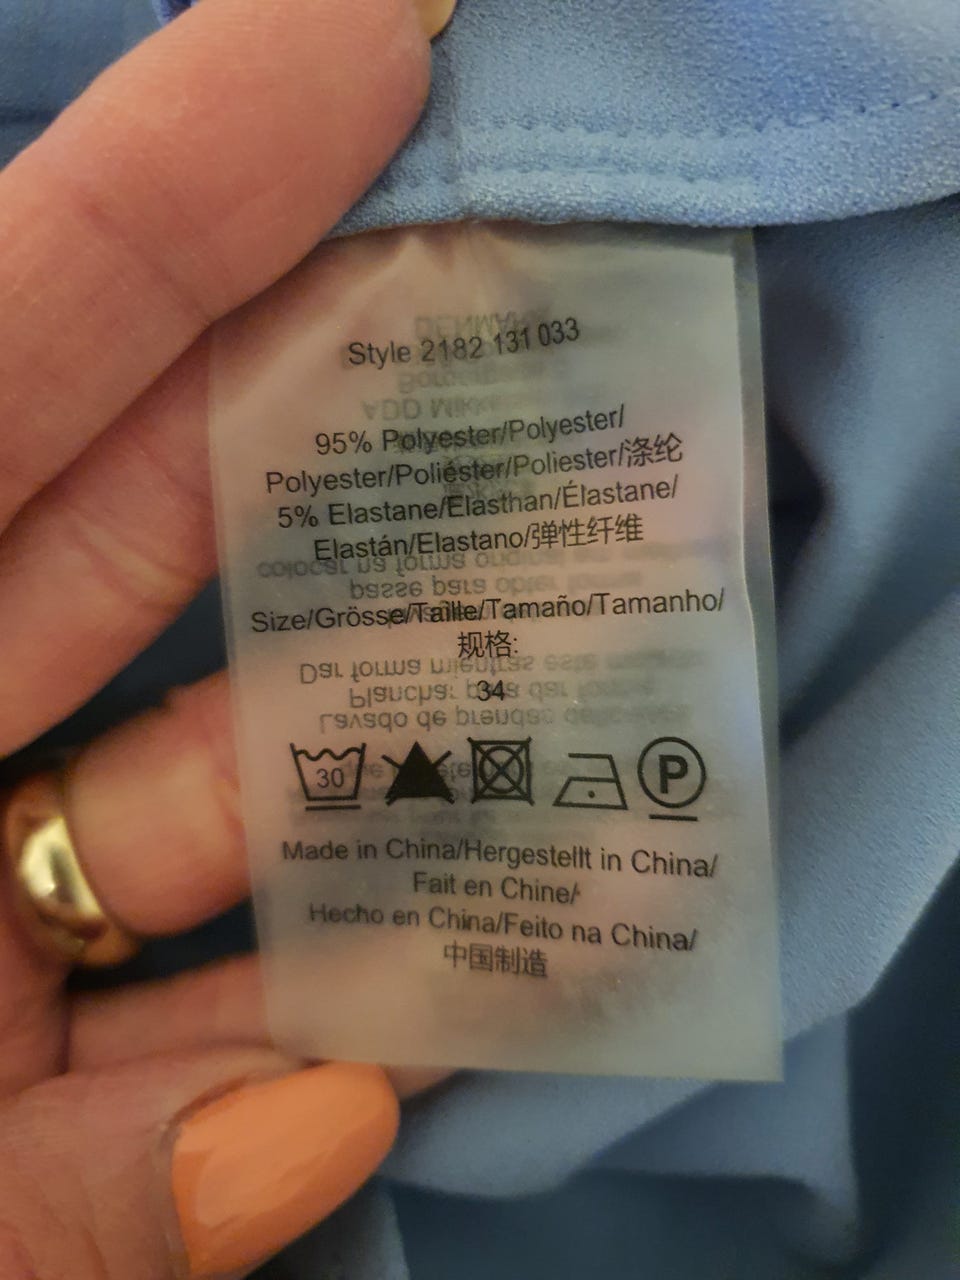 Style 2182 131 033
95% Polyester/Polyester/
Polyester/Poliéster/Poliester/涤纶
5% Elastane/Elasthan/Élastane/
Elastán/Elastano/弹性纤维
Size/Grösse/Taille/Tamaño/Tamanho/
规格:
34
30
P
Made in China/Hergestellt in China/
Fait en Chine/
Hecho en China/Feito na China/
中国制造